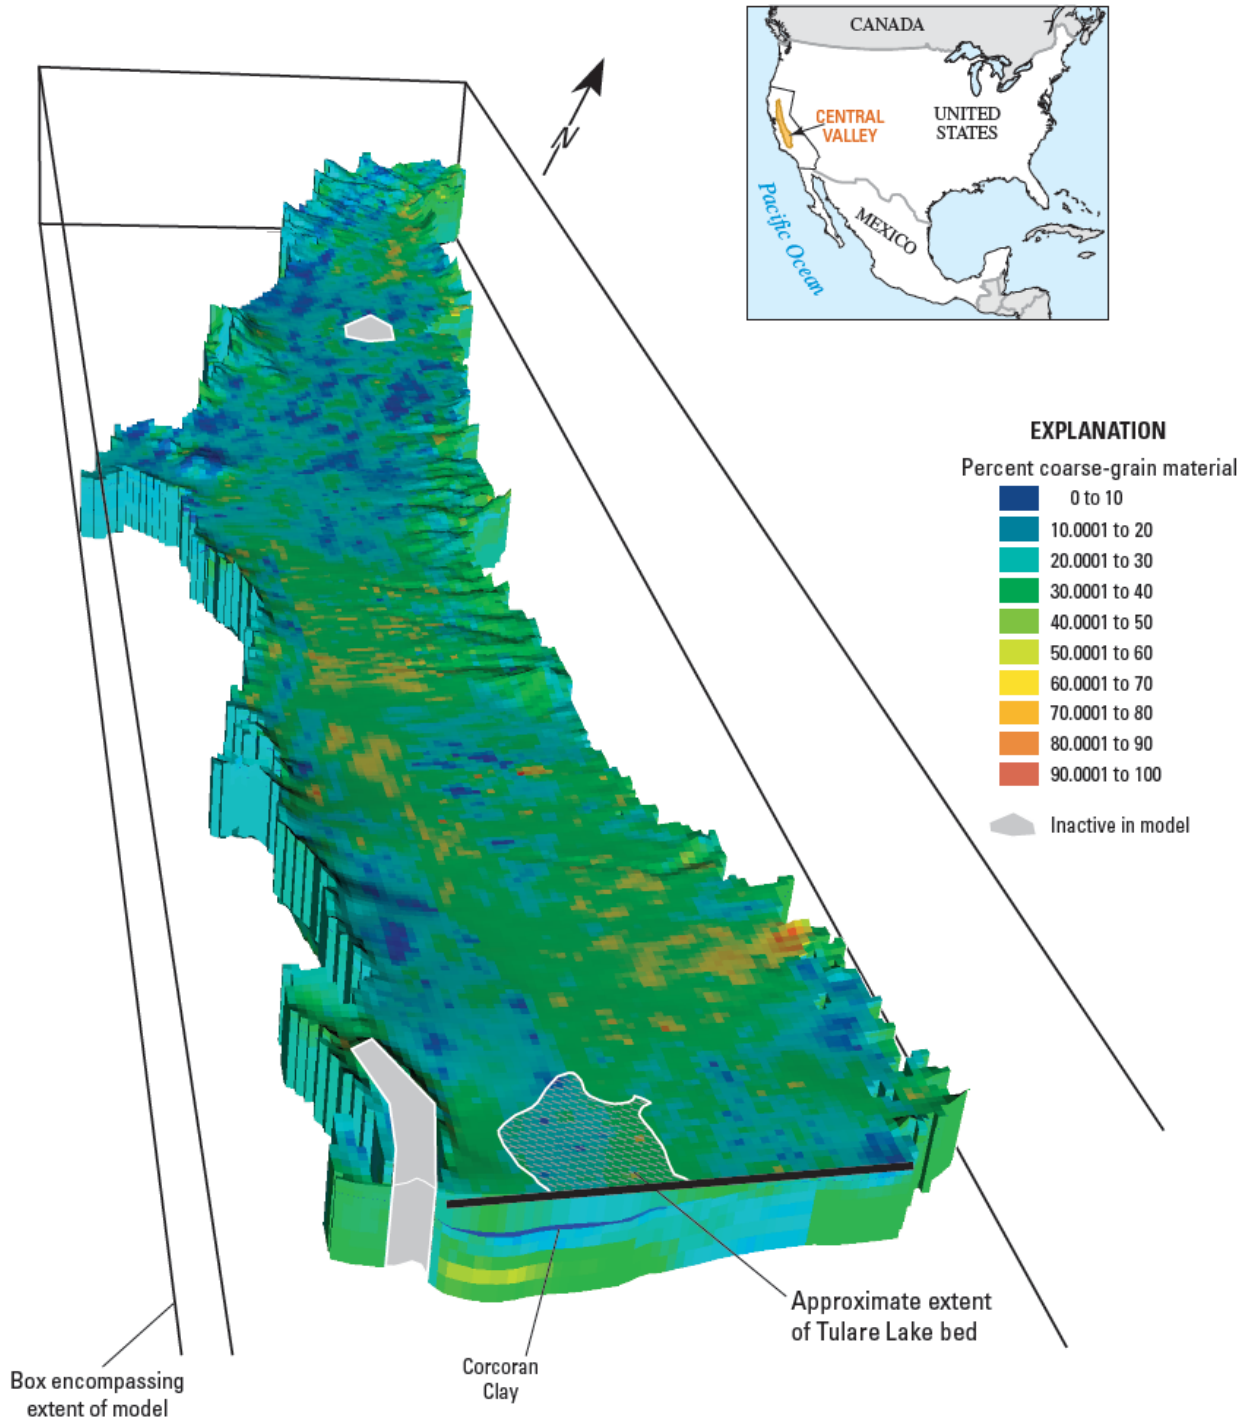 CANADA
UNITED
STATES
CENTRAL
VALLEY
Pacific Ocean
MEXICO
N
EXPLANATION
Percent coarse-grain material
0 to 10
10.0001 to 20
20.0001 to 30
30.0001 to 40
40.0001 to 50
50.0001 to 60
60.0001 to 70
70.0001 to 80
80.0001 to 90
90.0001 to 100
Inactive in model
Approximate extent
of Tulare Lake bed
Corcoran
Clay
Box encompassing
extent of model